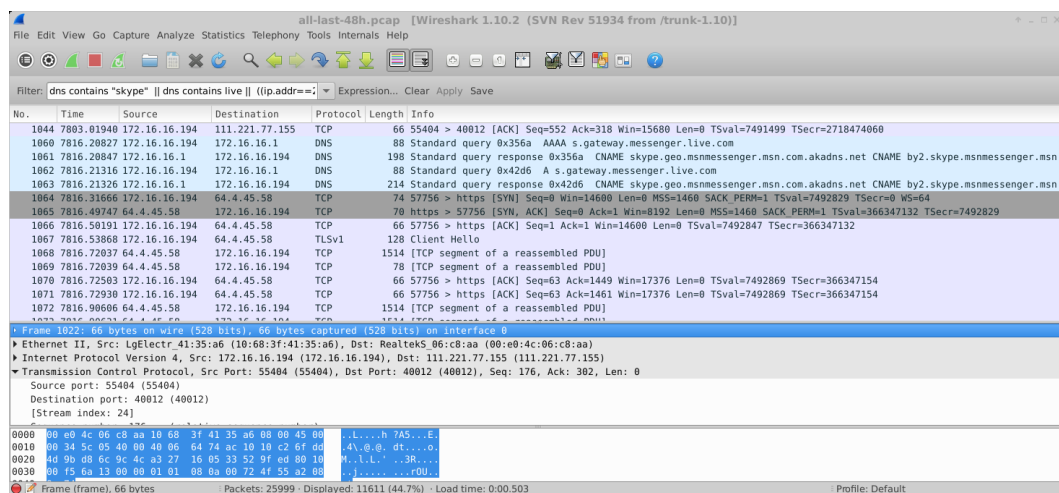 all-last-48h.pcap [Wireshark 1.10.2 (SVN Rev 51934 from /trunk-1.10)]
File Edit View Go Capture Analyze Statistics Telephony Tools Internals Help
Filter: dns contains "skype" || dns contains live || ((ip.addr== Expression... Clear Apply Save
No. Time Source Destination Protocol Length Info
1044 7803.01940 172.16.16.194 111.221.77.155 TCP 66 55404 > 40012 [ACK] Seq=552 Ack=318 Win=15680 Len=0 TSval=7491499 TSecr=2718474060
1060 7816.20827 172.16.16.194 172.16.16.1 DNS 88 Standard query 0x356a AAAA s.gateway.messenger.live.com
1061 7816.20847 172.16.16.1 172.16.16.194 DNS 198 Standard query response 0x356a CNAME skype.geo.msnmessenger.msn.com.akadns.net CNAME by2.skype.msnmessenger.msn
1062 7816.21316 172.16.16.194 172.16.16.1 DNS 88 Standard query 0x42d6 A s.gateway.messenger.live.com
1063 7816.21326 172.16.16.1 172.16.16.194 DNS 214 Standard query response 0x42d6 CNAME skype.geo.msnmessenger.msn.com.akadns.net CNAME by2.skype.msnmessenger.msn
1064 7816.31666 172.16.16.194 64.4.45.58 TCP 74 57756 > https [SYN] Seq=0 Win=14600 Len=0 MSS=1460 SACK_PERM=1 TSval=7492829 TSecr=0 WS=64
1065 7816.49747 64.4.45.58 172.16.16.194 TCP 70 https > 57756 [SYN, ACK] Seq=0 Ack=1 Win=8192 Len=0 MSS=1460 SACK_PERM=1 TSval=366347132 TSecr=7492829
1066 7816.50191 172.16.16.194 64.4.45.58 TCP 66 57756 > https [ACK] Seq=1 Ack=1 Win=14600 Len=0 TSval=7492847 TSecr=366347132
1067 7816.53868 172.16.16.194 64.4.45.58 TLSv1 128 Client Hello
1068 7816.72037 64.4.45.58 172.16.16.194 TCP 1514 [TCP segment of a reassembled PDU]
1069 7816.72039 64.4.45.58 172.16.16.194 TCP 78 [TCP segment of a reassembled PDU]
1070 7816.72503 172.16.16.194 64.4.45.58 TCP 66 57756 > https [ACK] Seq=63 Ack=1449 Win=17376 Len=0 TSval=7492869 TSecr=366347154
1071 7816.72930 172.16.16.194 64.4.45.58 TCP 66 57756 > https [ACK] Seq=63 Ack=1461 Win=17376 Len=0 TSval=7492869 TSecr=366347154
1072 7816.90606 64.4.45.58 172.16.16.194 TCP 1514 [TCP segment of a reassembled PDU]
Frame 1022: 66 bytes on wire (528 bits), 66 bytes captured (528 bits) on interface 0
Ethernet II, Src: LgElectr_41:35:a6 (10:68:3f:41:35:a6), Dst: RealtekS_06:c8:aa (00:e0:4c:06:c8:aa)
Internet Protocol Version 4, Src: 172.16.16.194 (172.16.16.194), Dst: 111.221.77.155 (111.221.77.155)
Transmission Control Protocol, Src Port: 55404 (55404), Dst Port: 40012 (40012), Seq: 176, Ack: 302, Len: 0
Source port: 55404 (55404)
Destination port: 40012 (40012)
[Stream index: 24]
0000 00 e0 4c 06 c8 aa 10 68 3f 41 35 a6 08 00 45 00 ..L....h ?A5...E.
0010 00 34 5c 05 40 00 40 06 64 74 ac 10 10 c2 6f dd .4\.@.@. dt....o.
0020 4d 9b d8 6c 9c 4c a3 27 16 05 33 52 9f ed 80 10 M..l.L.' ..3R....
0030 00 f5 6a 13 00 00 01 01 08 0a 00 72 4f 55 a2 08 ..j..... ...rOU..
Frame (frame), 66 bytes Packets: 25999 · Displayed: 11611 (44.7%) · Load time: 0:00.503 Profile: Default